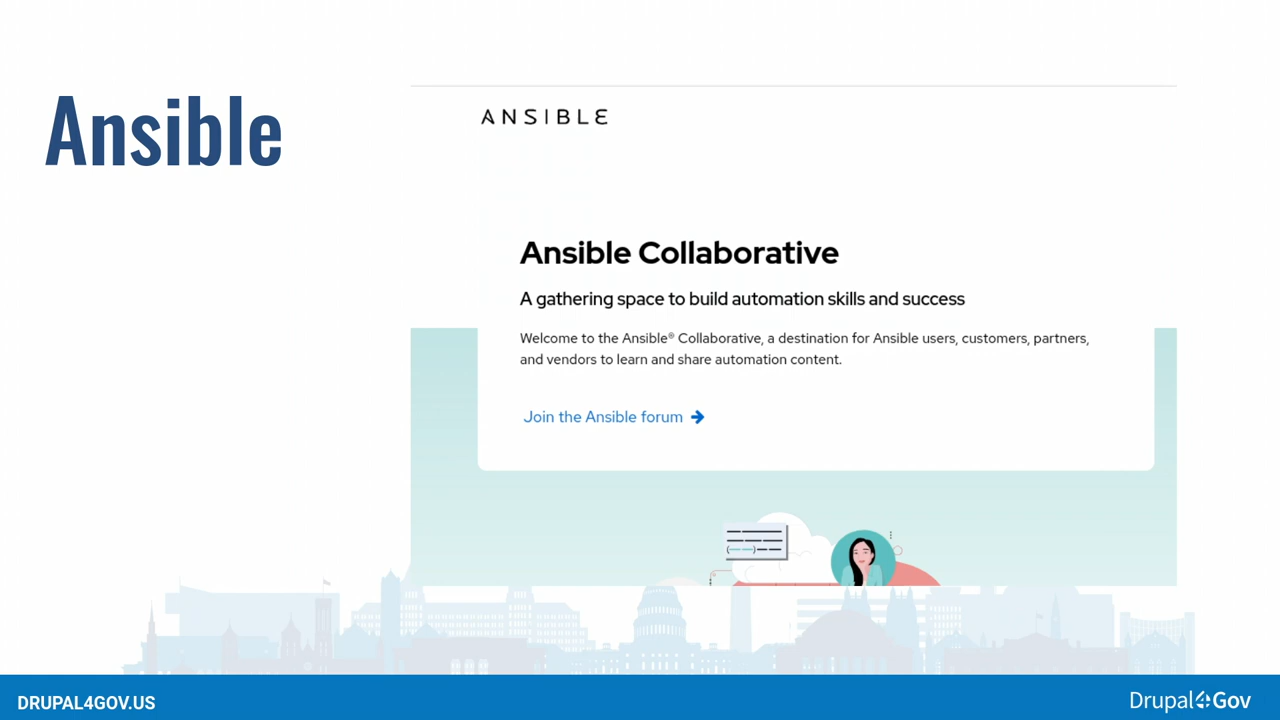 Ansible
ANSIBLE
Ansible Collaborative
A gathering space to build automation skills and success
Welcome to the Ansible® Collaborative, a destination for Ansible users, customers, partners,
and vendors to learn and share automation content.
Join the Ansible forum
DRUPAL4GOV.US
Drupal4Gov